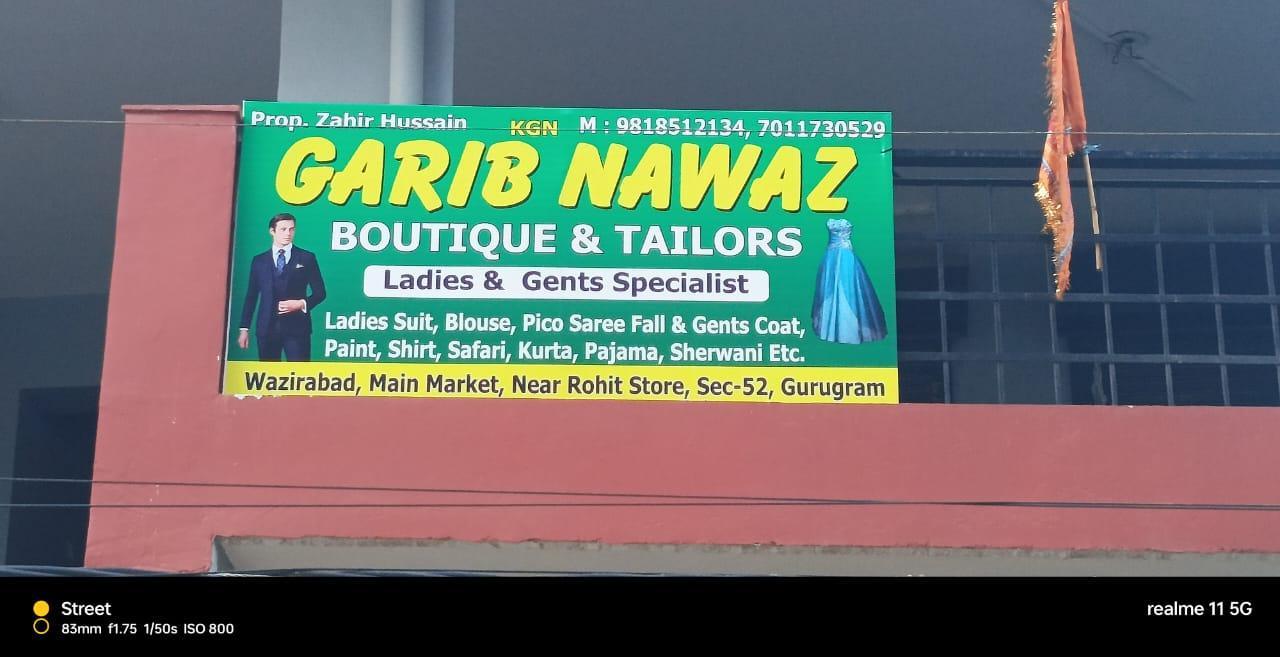 Prop. Zahir Hussain KGN M : 9818512134, 7011730529
GARIB NAWAZ
BOUTIQUE & TAILORS
Ladies & Gents Specialist
Ladies Suit, Blouse, Pico Saree Fall & Gents Coat,
Paint, Shirt, Safari, Kurta, Pajama, Sherwani Etc.
Wazirabad, Main Market, Near Rohit Store, Sec-52, Gurugram
Street
83mm f1.75 1/50s ISO 800
realme 11 5G